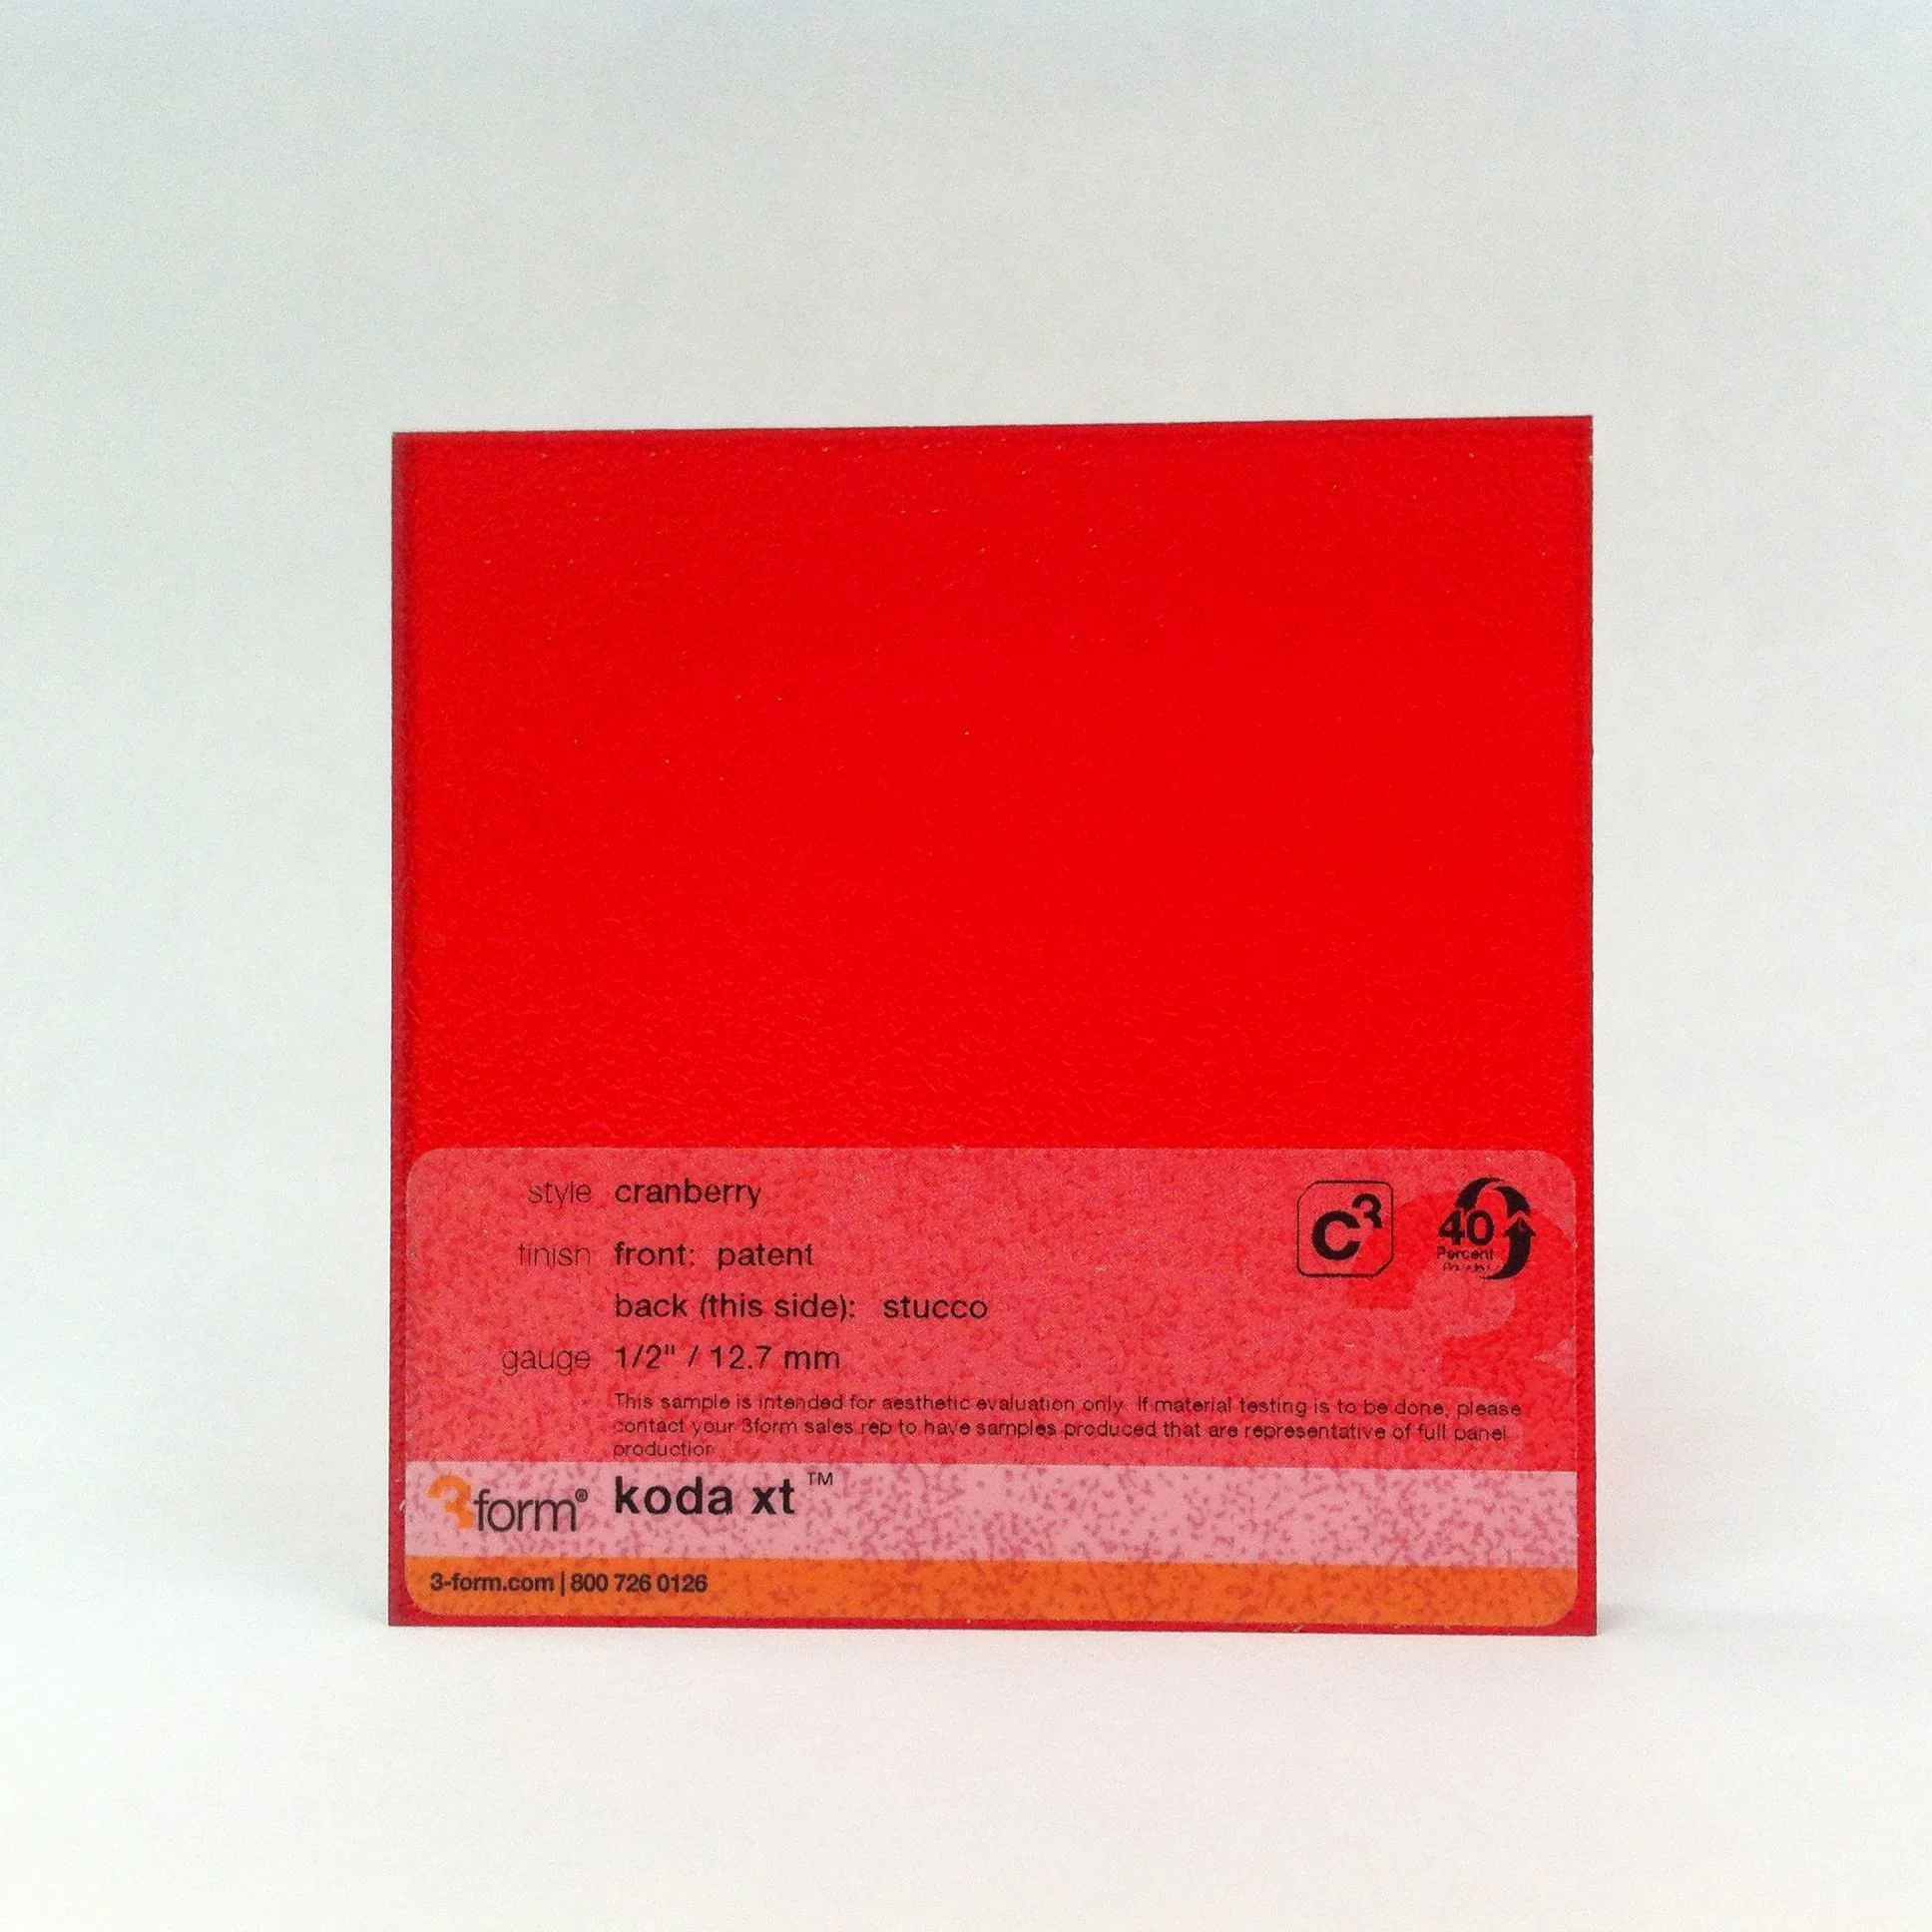 style cranberry
finish front: patent
back (this side): stucco
gauge 1/2" / 12.7 mm
C3
40
Percent
This sample is intended for aesthetic evaluation only. If material testing is to be done, please
contact your 3form sales rep to have samples produced that are representative of full panel
production
3form® koda xt™
3-form.com | 800 726 0126